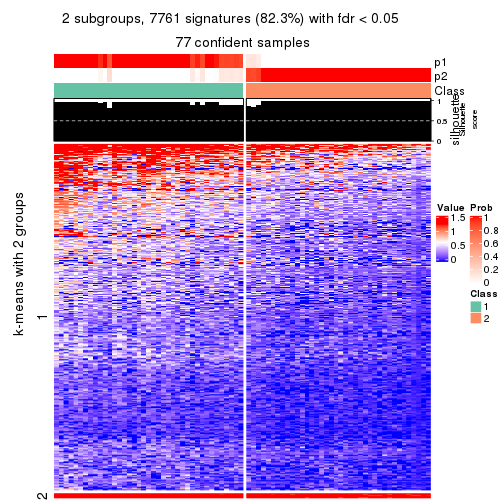 2 subgroups, 7761 signatures (82.3%) with fdr < 0.05
77 confident samples
p1
p2
Class
1
0.5
0
silhouette
Silhouette
score
k-means with 2 groups
1
2
Value
1.5
1
0.5
0
Prob
1
0.8
0.6
0.4
0.2
0
Class
1
2